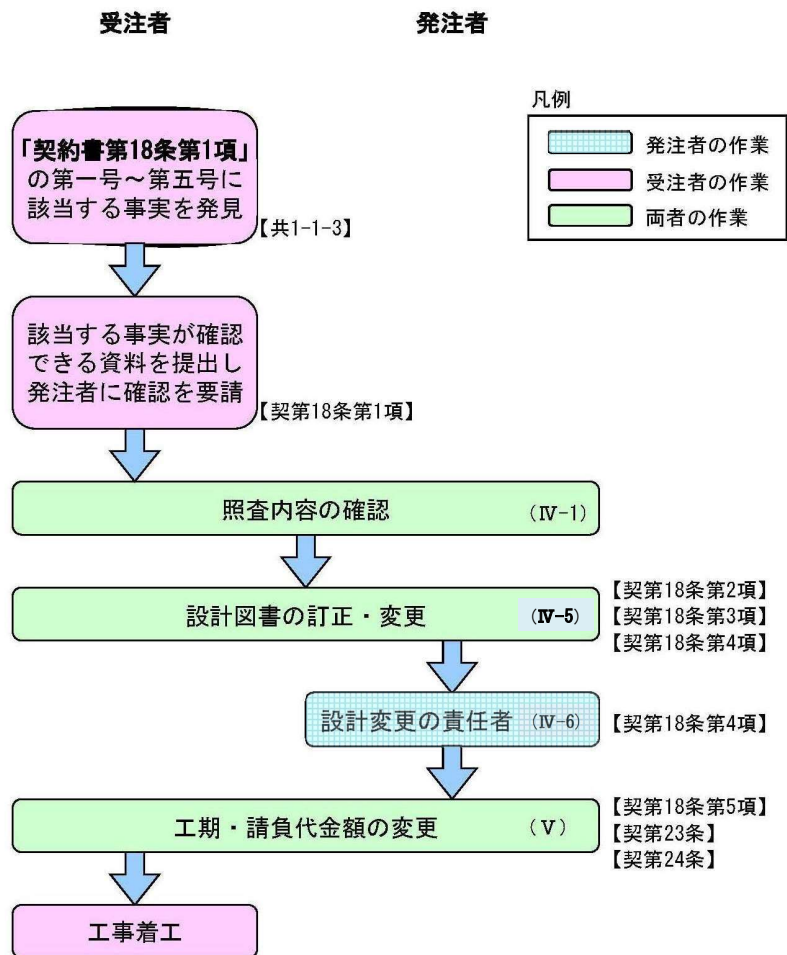 受注者
発注者
凡例
発注者の作業
受注者の作業
両者の作業
「契約書第18条第1項」
の第一号～第五号に
該当する事実を発見
【共1-1-3】
該当する事実が確認
できる資料を提出し
発注者に確認を要請
【契第18条第1項】
照査内容の確認 (Ⅳ-1)
設計図書の訂正・変更 (Ⅳ-5)
【契第18条第2項】
【契第18条第3項】
【契第18条第4項】
設計変更の責任者 (Ⅳ-6)
【契第18条第4項】
工期・請負代金額の変更 (Ⅴ)
【契第18条第5項】
【契第23条】
【契第24条】
工事着工